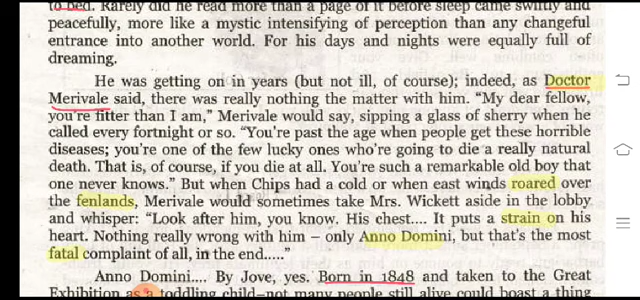 to bed. Rarely did he read more than a page of it before sleep came swiftly and
peacefully, more like a mystic intensifying of perception than any changeful
entrance into another world. For his days and nights were equally full of
dreaming.
He was getting on in years (but not ill, of course); indeed, as Doctor
Merivale said, there was really nothing the matter with him. “My dear fellow,
you're fitter than I am,” Merivale would say, sipping a glass of sherry when he
called every fortnight or so. “You're past the age when people get these horrible
diseases; you're one of the few lucky ones who're going to die a really natural
death. That is, of course, if you die at all. You're such a remarkable old boy that
one never knows.” But when Chips had a cold or when east winds roared over
the fenlands, Merivale would sometimes take Mrs. Wickett aside in the lobby
and whisper: “Look after him, you know. His chest.... It puts a strain on his
heart. Nothing really wrong with him – only Anno Domini, but that's the most
fatal complaint of all, in the end.....”
Anno Domini.... By Jove, yes. Born in 1848 and taken to the Great
Exhibition as a toddling child–not many people still alive could boast a thing